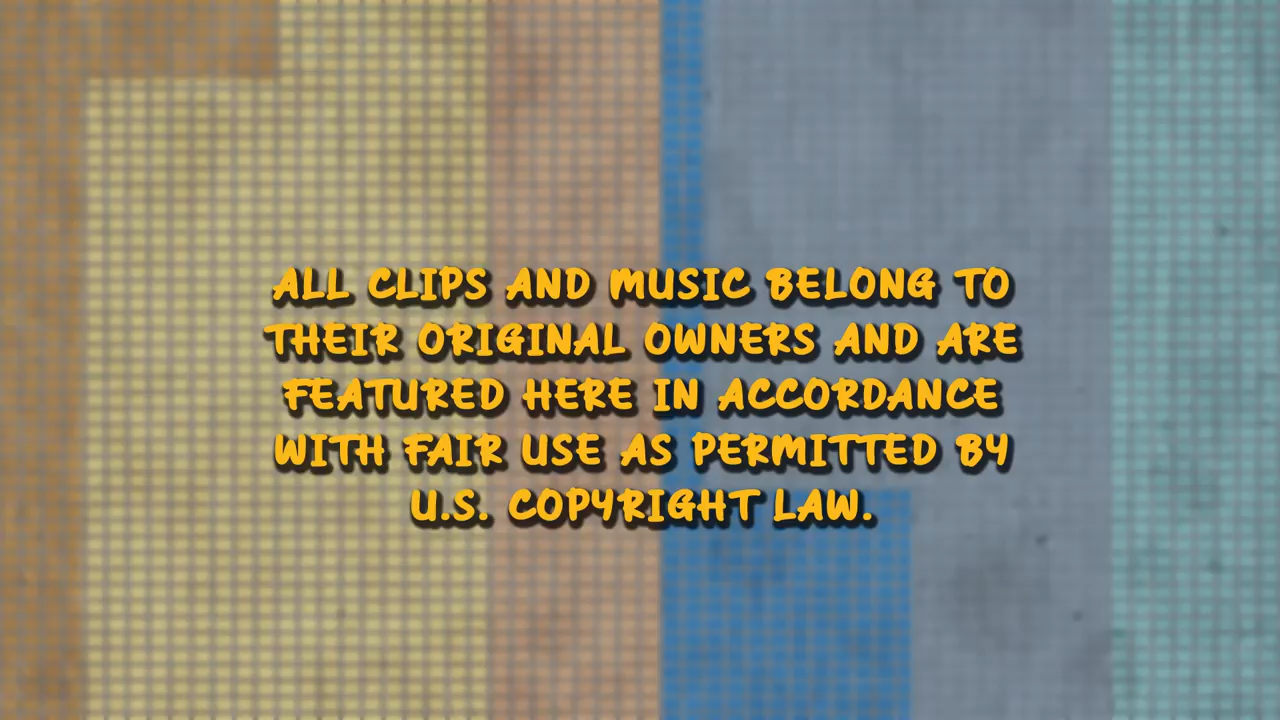 ALL CLIPS AND MUSIC BELONG TO
THEIR ORIGINAL OWNERS AND ARE
FEATURED HERE IN ACCORDANCE
WITH FAIR USE AS PERMITTED BY
U.S. COPYRIGHT LAW.